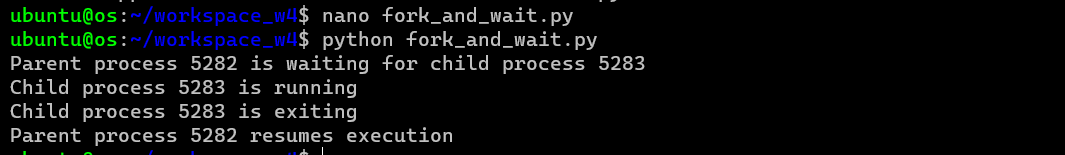 ubuntu@os:~/workspace_w4$ nano fork_and_wait.py
ubuntu@os:~/workspace_w4$ python fork_and_wait.py
Parent process 5282 is waiting for child process 5283
Child process 5283 is running
Child process 5283 is exiting
Parent process 5282 resumes execution